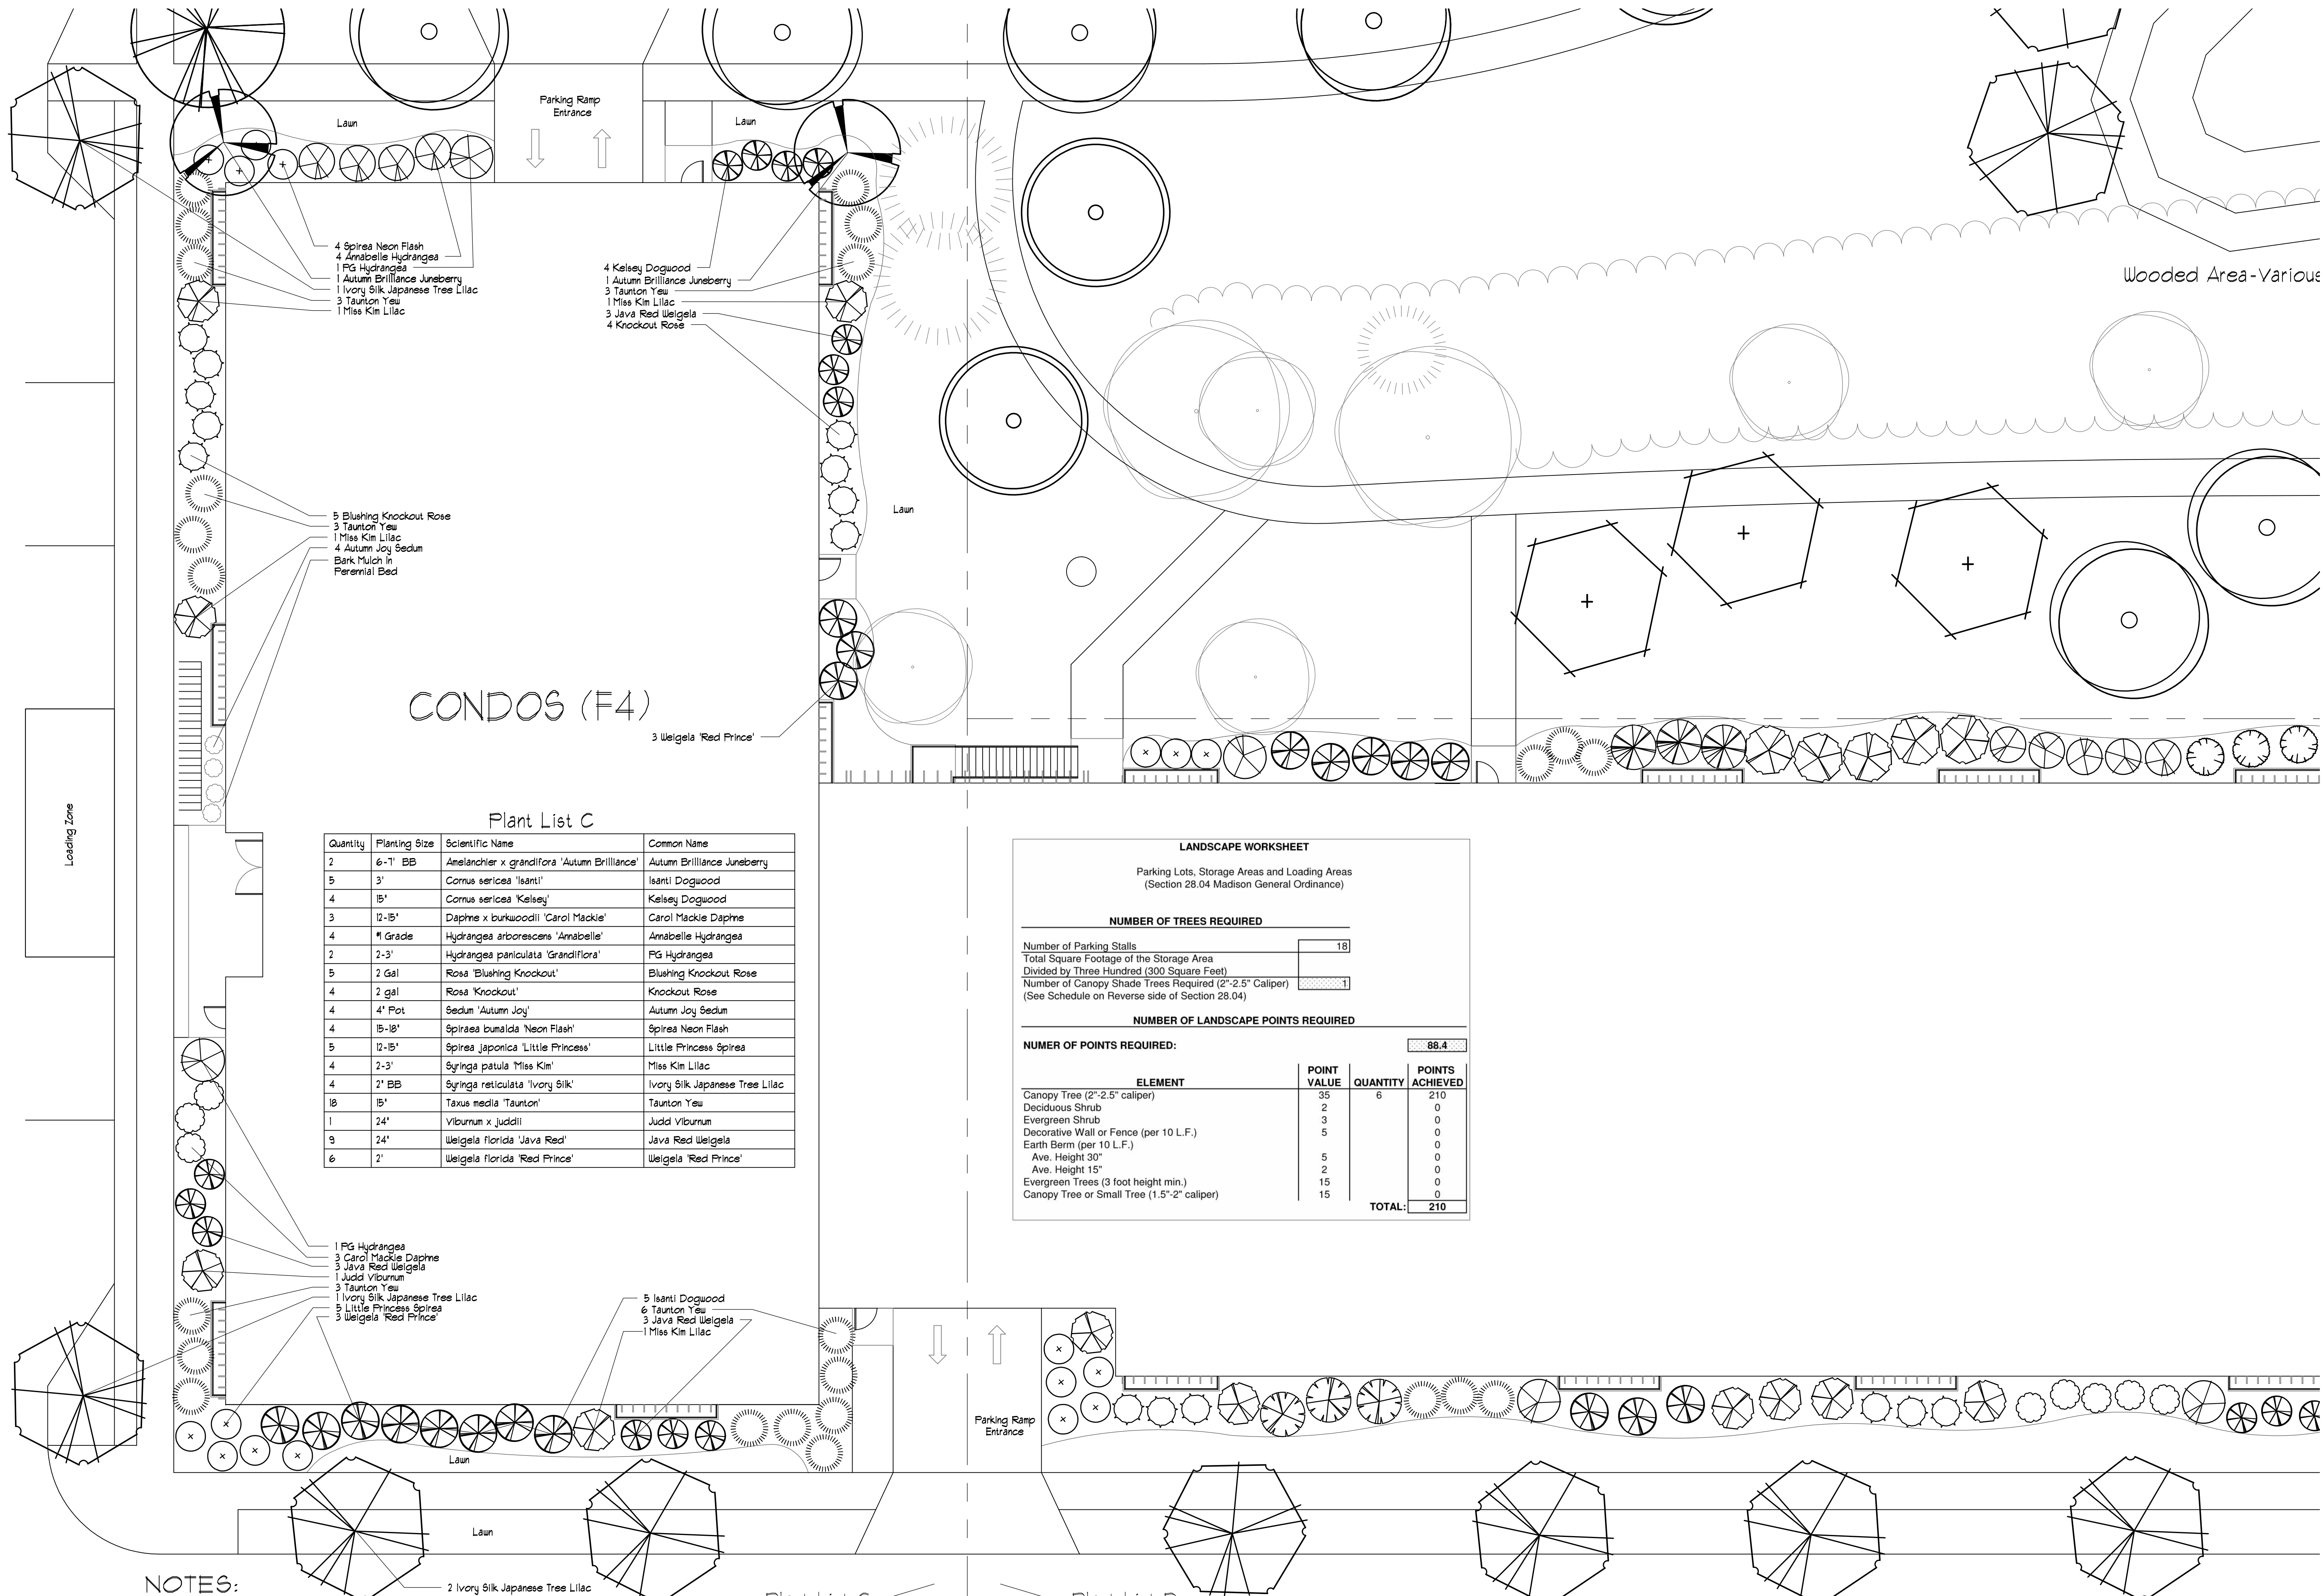 Parking Ramp
Entrance
Lawn
Lawn
4 Spirea Neon Flash
4 Annabelle Hydrangea
1 PG Hydrangea
1 Autumn Brilliance Juneberry
1 Ivory Silk Japanese Tree Lilac
3 Taunton Yew
1 Miss Kim Lilac
4 Kelsey Dogwood
1 Autumn Brilliance Juneberry
3 Taunton Yew
1 Miss Kim Lilac
3 Java Red Weigela
4 Knockout Rose
Wooded Area-Various
Lawn
5 Blushing Knockout Rose
3 Taunton Yew
1 Miss Kim Lilac
4 Autumn Joy Sedum
Bark Mulch in
Perennial Bed
CONDOS (F4)
3 Weigela 'Red Prince'
Loading Zone
Plant List C
Quantity Planting Size Scientific Name Common Name
2 6-7' BB Amelanchier x grandifora 'Autumn Brilliance' Autumn Brilliance Juneberry
5 3' Cornus sericea 'Isanti' Isanti Dogwood
4 15" Cornus sericea 'Kelsey' Kelsey Dogwood
3 12-15" Daphne x burkwoodii 'Carol Mackie' Carol Mackie Daphne
4 #1 Grade Hydrangea arborescens 'Annabelle' Annabelle Hydrangea
2 2-3' Hydrangea paniculata 'Grandiflora' PG Hydrangea
5 2 Gal Rosa 'Blushing Knockout' Blushing Knockout Rose
4 2 gal Rosa 'Knockout' Knockout Rose
4 4" Pot Sedum 'Autumn Joy' Autumn Joy Sedum
4 15-18" Spiraea bumalda 'Neon Flash' Spirea Neon Flash
5 12-15" Spirea japonica 'Little Princess' Little Princess Spirea
4 2-3' Syringa patula 'Miss Kim' Miss Kim Lilac
4 2" BB Syringa reticulata 'Ivory Silk' Ivory Silk Japanese Tree Lilac
18 15" Taxus media 'Taunton' Taunton Yew
1 24" Viburnum x juddii Judd Viburnum
9 24" Weigela florida 'Java Red' Java Red Weigela
6 2' Weigela florida 'Red Prince' Weigela 'Red Prince'
LANDSCAPE WORKSHEET
Parking Lots, Storage Areas and Loading Areas
(Section 28.04 Madison General Ordinance)
NUMBER OF TREES REQUIRED
Number of Parking Stalls 18
Total Square Footage of the Storage Area
Divided by Three Hundred (300 Square Feet)
Number of Canopy Shade Trees Required (2"-2.5" Caliper) 1
(See Schedule on Reverse side of Section 28.04)
NUMBER OF LANDSCAPE POINTS REQUIRED
NUMER OF POINTS REQUIRED: 88.4
ELEMENT POINT VALUE QUANTITY POINTS ACHIEVED
Canopy Tree (2"-2.5" caliper) 35 6 210
Deciduous Shrub 2 0
Evergreen Shrub 3 0
Decorative Wall or Fence (per 10 L.F.) 5 0
Earth Berm (per 10 L.F.) 0
Ave. Height 30" 5 0
Ave. Height 15" 2 0
Evergreen Trees (3 foot height min.) 15 0
Canopy Tree or Small Tree (1.5"-2" caliper) 15 0
TOTAL: 210
1 PG Hydrangea
3 Carol Mackie Daphne
3 Java Red Weigela
1 Judd Viburnum
3 Taunton Yew
1 Ivory Silk Japanese Tree Lilac
5 Little Princess Spirea
3 Weigela 'Red Prince'
5 Isanti Dogwood
6 Taunton Yew
3 Java Red Weigela
1 Miss Kim Lilac
Parking Ramp
Entrance
Lawn
Lawn
NOTES:
2 Ivory Silk Japanese Tree Lilac